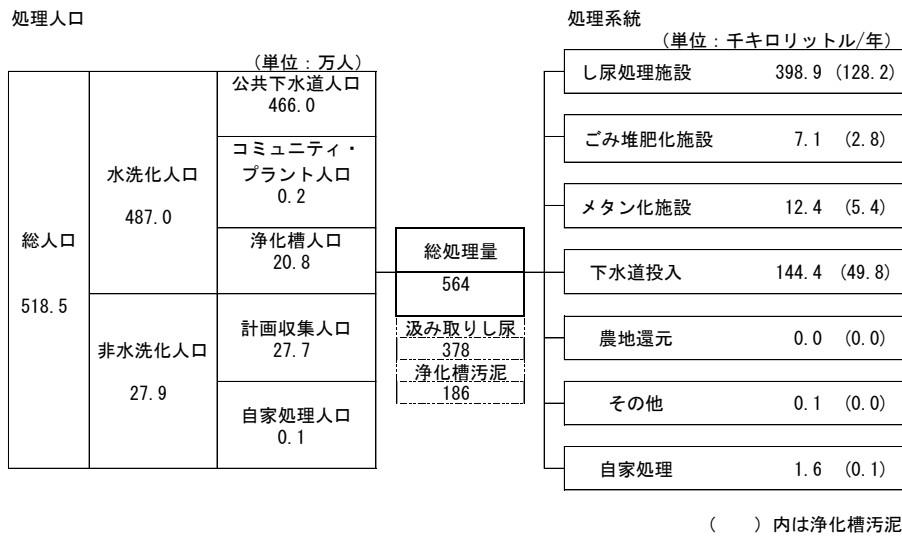 処理人口
処理系統
(単位：万人)
(単位：千キロリットル/年)
総人口
518.5
水洗化人口
487.0
非水洗化人口
27.9
公共下水道人口
466.0
コミュニティ・
プラント人口
0.2
浄化槽人口
20.8
計画収集人口
27.7
自家処理人口
0.1
総処理量
564
汲み取りし尿
378
浄化槽汚泥
186
し尿処理施設 398.9 (128.2)
ごみ堆肥化施設 7.1 (2.8)
メタン化施設 12.4 (5.4)
下水道投入 144.4 (49.8)
農地還元 0.0 (0.0)
その他 0.1 (0.0)
自家処理 1.6 (0.1)
(　　)内は浄化槽汚泥